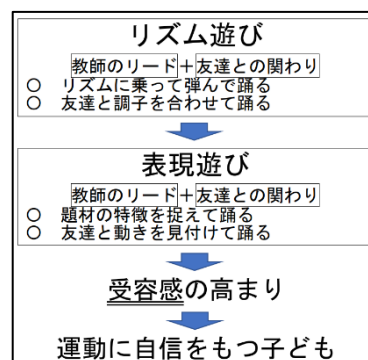 リズム遊び
教師のリード＋友達との関わり
○ リズムに乗って弾んで踊る
○ 友達と調子を合わせて踊る
表現遊び
教師のリード＋友達との関わり
○ 題材の特徴を捉えて踊る
○ 友達と動きを見付けて踊る
受容感の高まり
運動に自信をもつ子ども